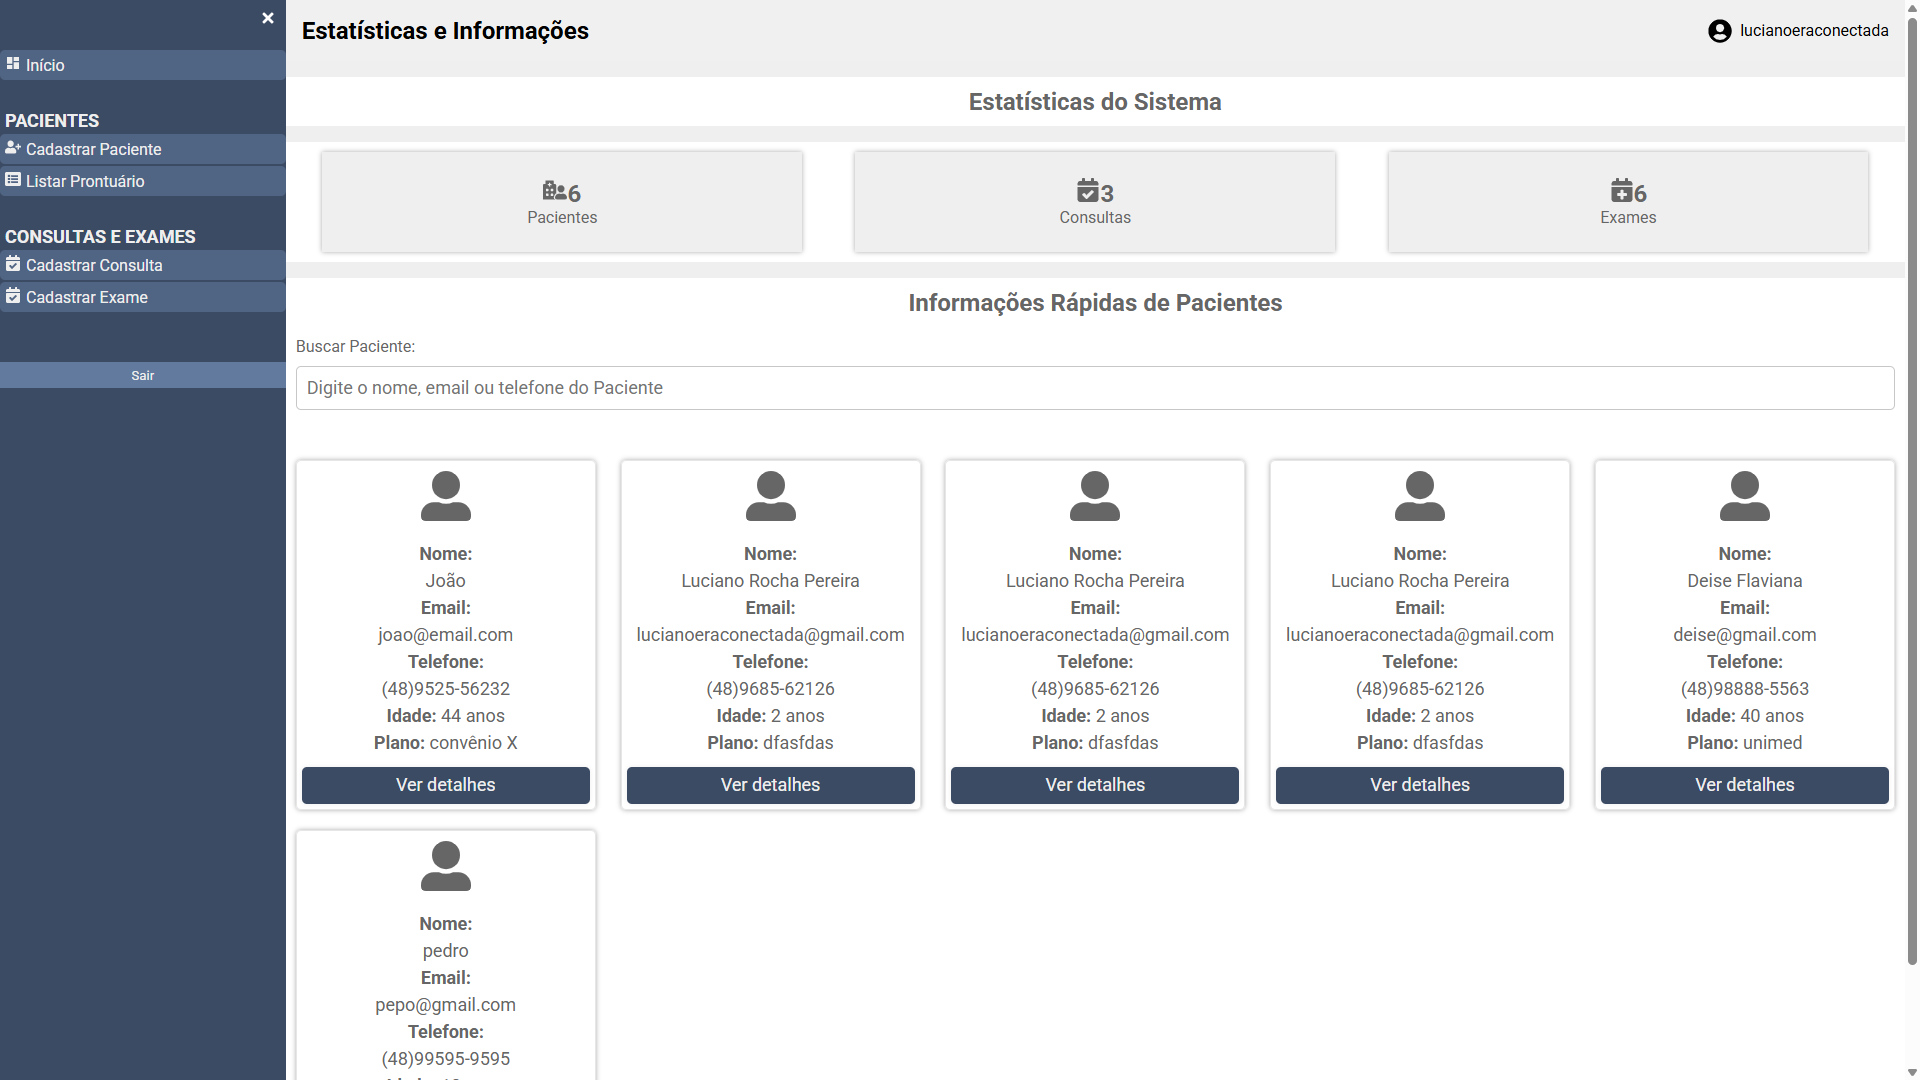 Estatísticas e Informações
lucianoeraconectada
Início
PACIENTES
Cadastrar Paciente
Listar Prontuário
CONSULTAS E EXAMES
Cadastrar Consulta
Cadastrar Exame
Sair
Estatísticas do Sistema
6
Pacientes
3
Consultas
6
Exames
Informações Rápidas de Pacientes
Buscar Paciente:
Digite o nome, email ou telefone do Paciente
Nome:
João
Email:
joao@email.com
Telefone:
(48)9525-56232
Idade: 44 anos
Plano: convênio X
Ver detalhes
Nome:
Luciano Rocha Pereira
Email:
lucianoeraconectada@gmail.com
Telefone:
(48)9685-62126
Idade: 2 anos
Plano: dfasfdas
Ver detalhes
Nome:
Luciano Rocha Pereira
Email:
lucianoeraconectada@gmail.com
Telefone:
(48)9685-62126
Idade: 2 anos
Plano: dfasfdas
Ver detalhes
Nome:
Luciano Rocha Pereira
Email:
lucianoeraconectada@gmail.com
Telefone:
(48)9685-62126
Idade: 2 anos
Plano: dfasfdas
Ver detalhes
Nome:
Deise Flaviana
Email:
deise@gmail.com
Telefone:
(48)98888-5563
Idade: 40 anos
Plano: unimed
Ver detalhes
Nome:
pedro
Email:
pepo@gmail.com
Telefone:
(48)99595-9595